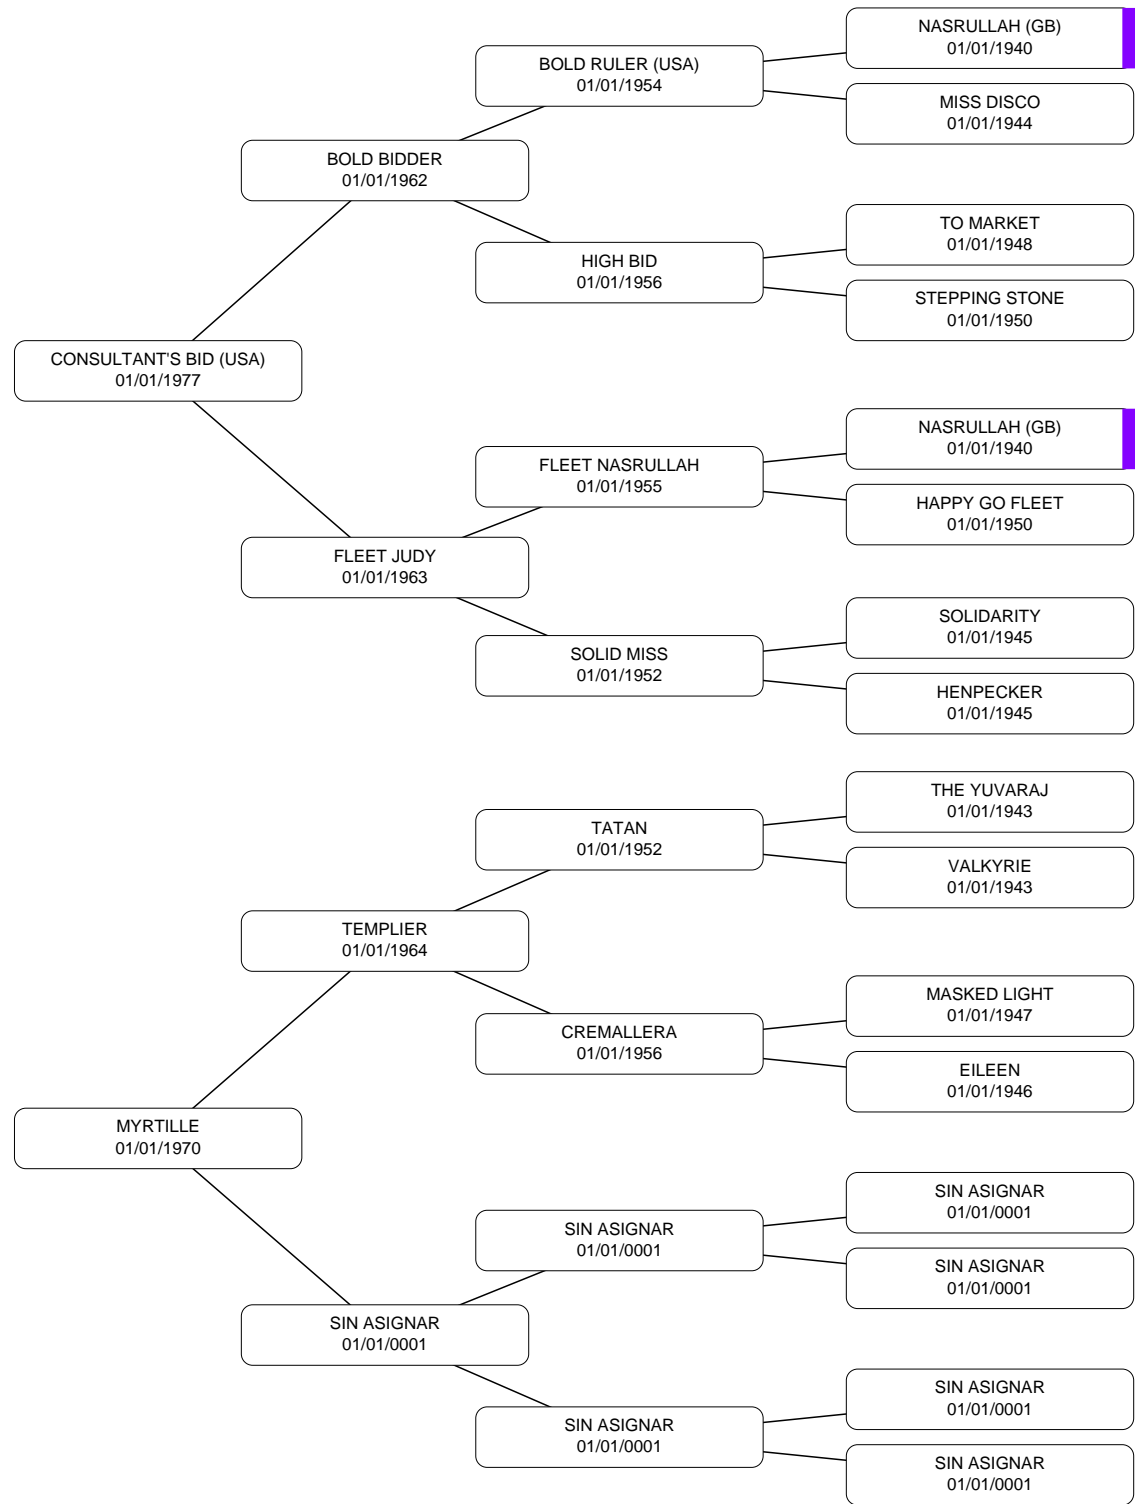 NASRULLAH (GB)
01/01/1940
BOLD RULER (USA)
01/01/1954
MISS DISCO
01/01/1944
BOLD BIDDER
01/01/1962
TO MARKET
01/01/1948
HIGH BID
01/01/1956
STEPPING STONE
01/01/1950
CONSULTANT'S BID (USA)
01/01/1977
NASRULLAH (GB)
01/01/1940
FLEET NASRULLAH
01/01/1955
HAPPY GO FLEET
01/01/1950
FLEET JUDY
01/01/1963
SOLIDARITY
01/01/1945
SOLID MISS
01/01/1952
HENPECKER
01/01/1945
THE YUVARAJ
01/01/1943
TATAN
01/01/1952
VALKYRIE
01/01/1943
TEMPLIER
01/01/1964
MASKED LIGHT
01/01/1947
CREMALLERA
01/01/1956
EILEEN
01/01/1946
MYRTILLE
01/01/1970
SIN ASIGNAR
01/01/0001
SIN ASIGNAR
01/01/0001
SIN ASIGNAR
01/01/0001
SIN ASIGNAR
01/01/0001
SIN ASIGNAR
01/01/0001
SIN ASIGNAR
01/01/0001
SIN ASIGNAR
01/01/0001